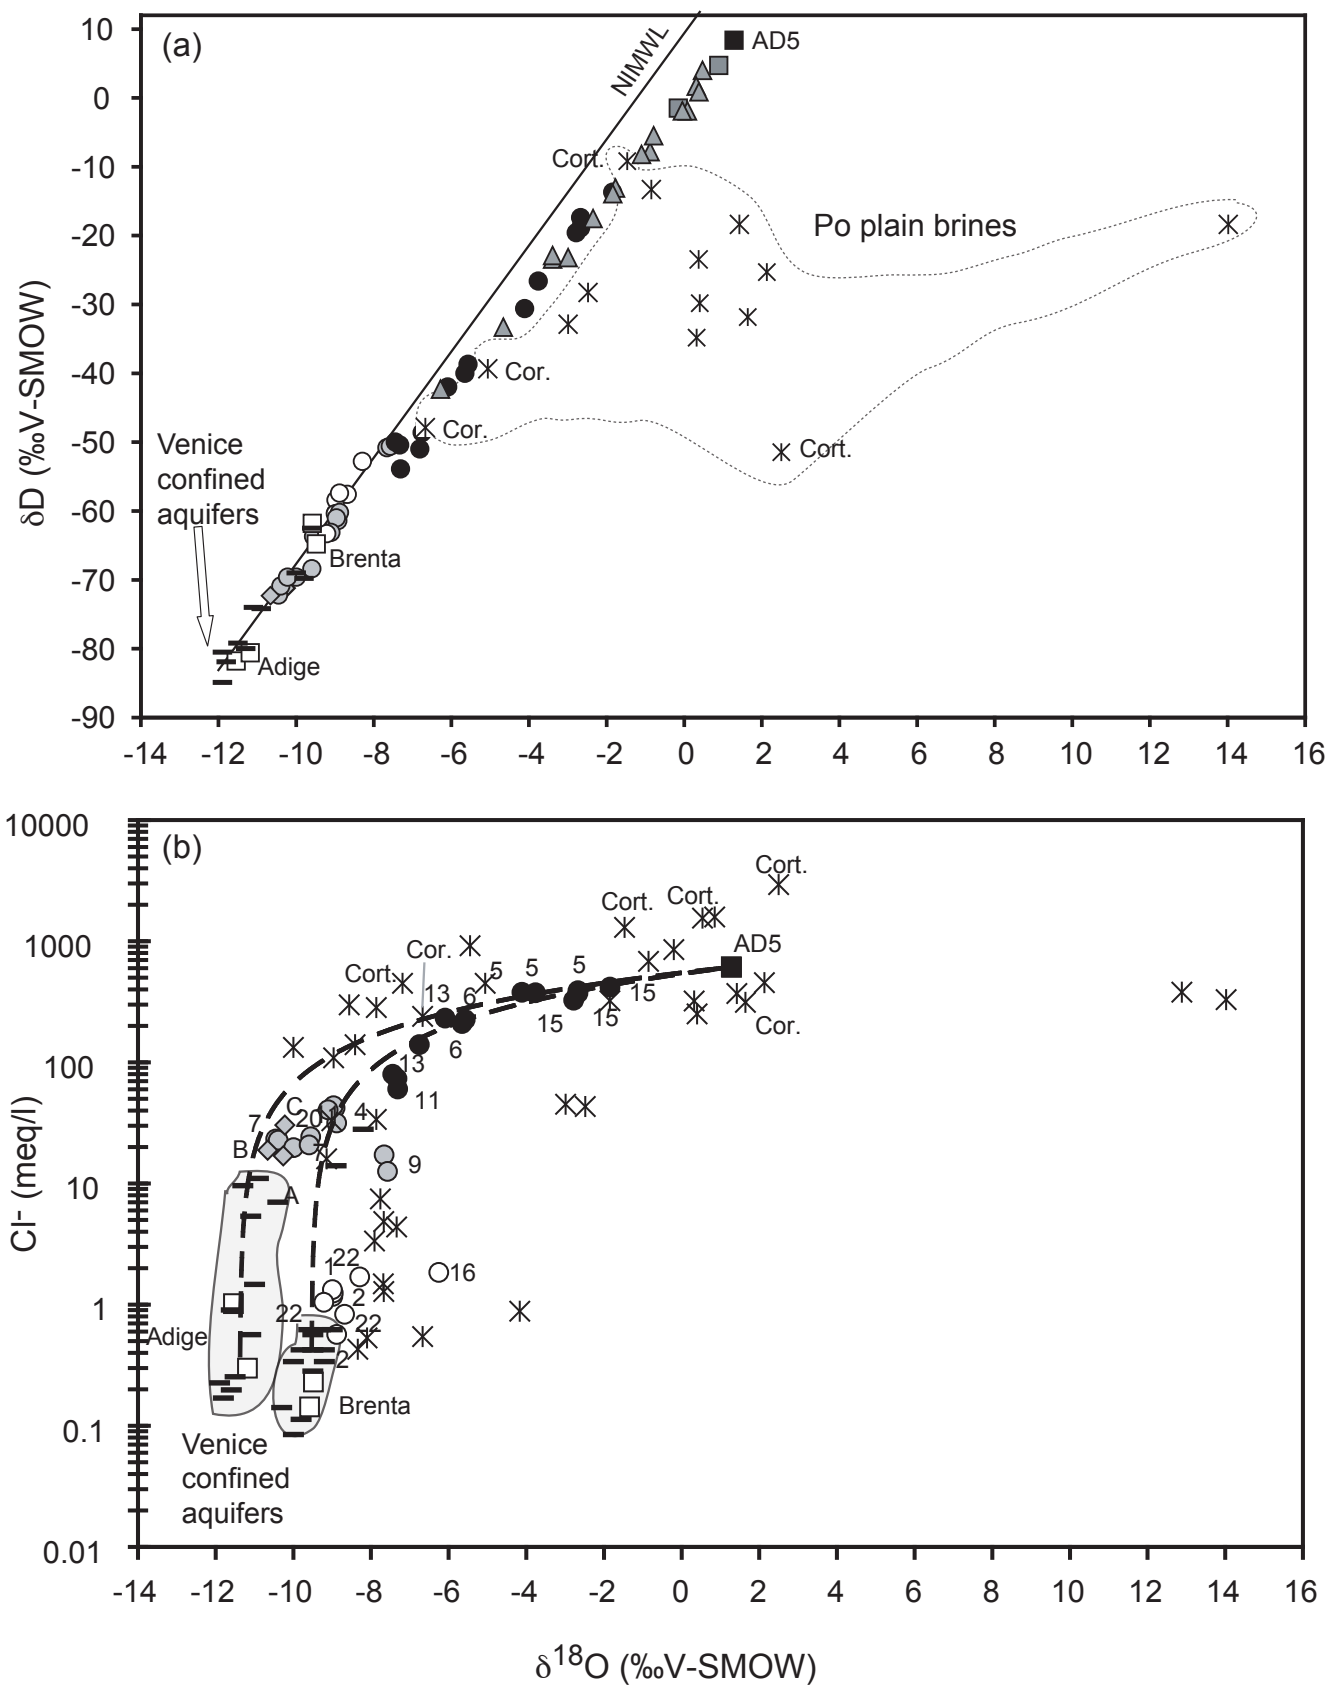 (a)
NIMWL
AD5
10
0
-10
-20
-30
-40
-50
-60
-70
-80
-90
δD (‰V-SMOW)
Cort.
Po plain brines
Cor.
Cor.
Cort.
Venice
confined
aquifers
Brenta
Adige
-14 -12 -10 -8 -6 -4 -2 0 2 4 6 8 10 12 14 16
(b)
10000
1000
100
10
1
0.1
0.01
Cl⁻ (meq/l)
Cort.
Cort.
Cort.
AD5
Cor.
Cort.
5 5 5
13 6
15
15 15
Cor.
6
13
11
C
7 20 4
B
7
9
A
22
1
16
2
22
22
2
Adige
Brenta
Venice
confined
aquifers
-14 -12 -10 -8 -6 -4 -2 0 2 4 6 8 10 12 14 16
δ¹⁸O (‰V-SMOW)